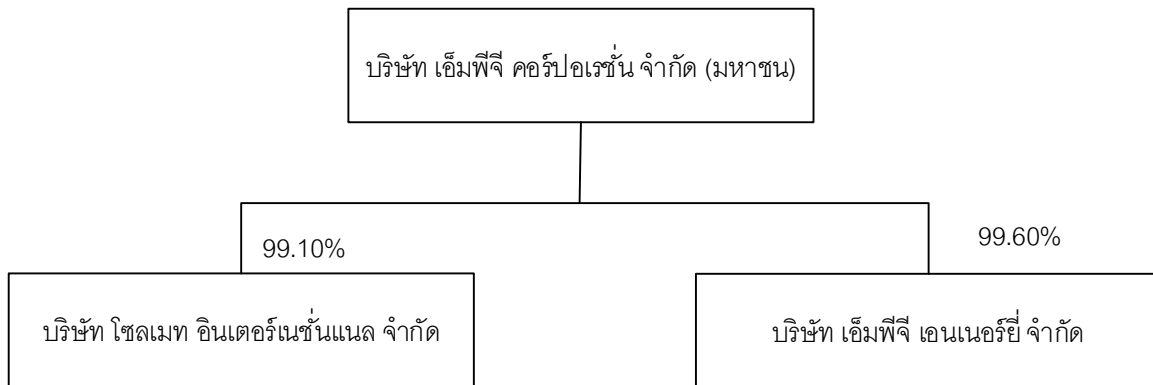 บริษัท เอ็มพีจี คอร์ปอเรชั่น จำกัด (มหาชน)
99.10%
99.60%
บริษัท โซลเมท อินเตอร์เนชั่นแนล จำกัด
บริษัท เอ็มพีจี เอนเนอร์ยี่ จำกัด